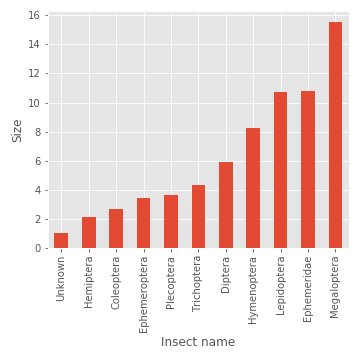 16
14
12
10
8
6
4
2
0
Size
Unknown
Hemiptera
Coleoptera
Ephemeroptera
Plecoptera
Trichoptera
Diptera
Hymenoptera
Lepidoptera
Ephemeridae
Megaloptera
Insect name